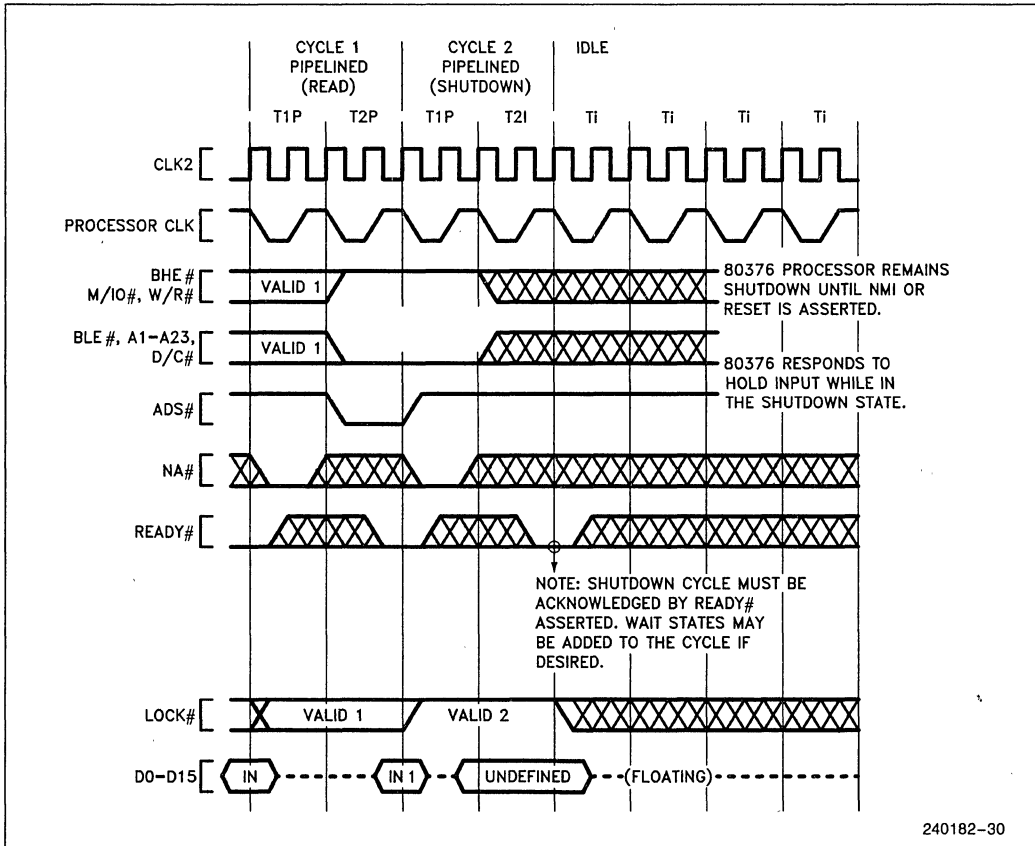 CYCLE 1
PIPELINED
(READ)
CYCLE 2
PIPELINED
(SHUTDOWN)
IDLE
T1P T2P T1P T2I Ti Ti Ti Ti
CLK2
PROCESSOR CLK
BHE#
M/IO#, W/R#
VALID 1
80376 PROCESSOR REMAINS
SHUTDOWN UNTIL NMI OR
RESET IS ASSERTED.
BLE#, A1-A23,
D/C#
VALID 1
80376 RESPONDS TO
HOLD INPUT WHILE IN
THE SHUTDOWN STATE.
ADS#
NA#
READY#
NOTE: SHUTDOWN CYCLE MUST BE
ACKNOWLEDGED BY READY#
ASSERTED. WAIT STATES MAY
BE ADDED TO THE CYCLE IF
DESIRED.
LOCK# VALID 1 VALID 2
D0-D15 IN IN 1 UNDEFINED (FLOATING)
240182-30